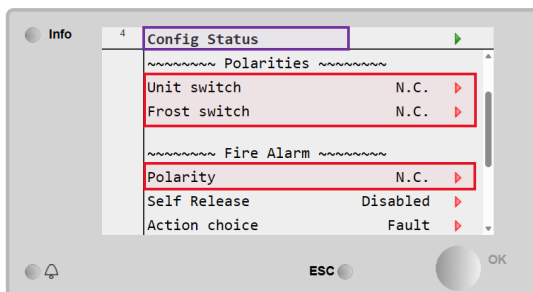 Info
4
Config Status
~~~~~~~~ Polarities ~~~~~~~~
Unit switch N.C.
Frost switch N.C.
~~~~~~~~ Fire Alarm ~~~~~~~~
Polarity N.C.
Self Release Disabled
Action choice Fault
ESC
OK